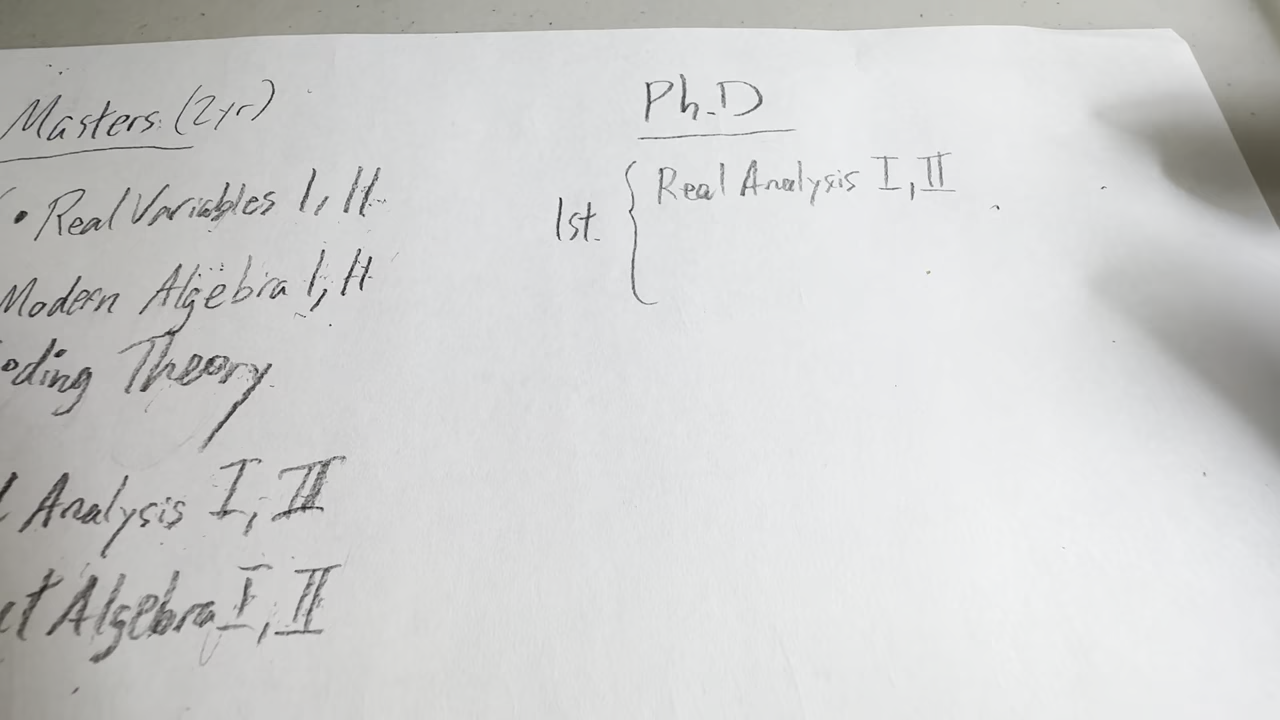 Masters: (2yr)
• Real Variables I, II
Modern Algebra I, II
oding Theory
l Analysis I, II
ct Algebra I, II
Ph.D
1st. { Real Analysis I, II